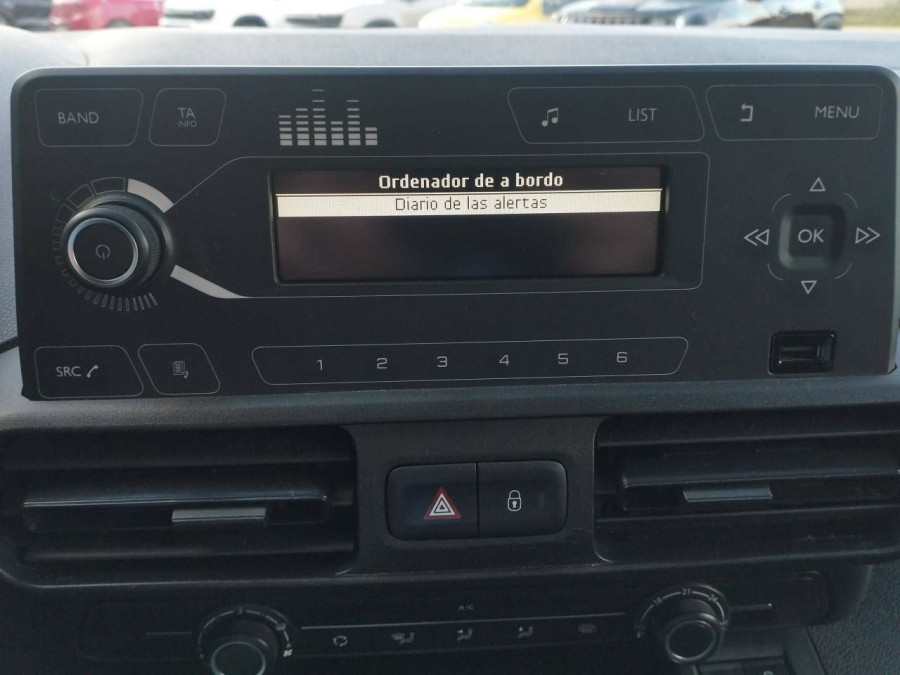 BAND
TA
INFO
LIST
MENU
Ordenador de a bordo
Diario de las alertas
OK
SRC
1 2 3 4 5 6
A/C